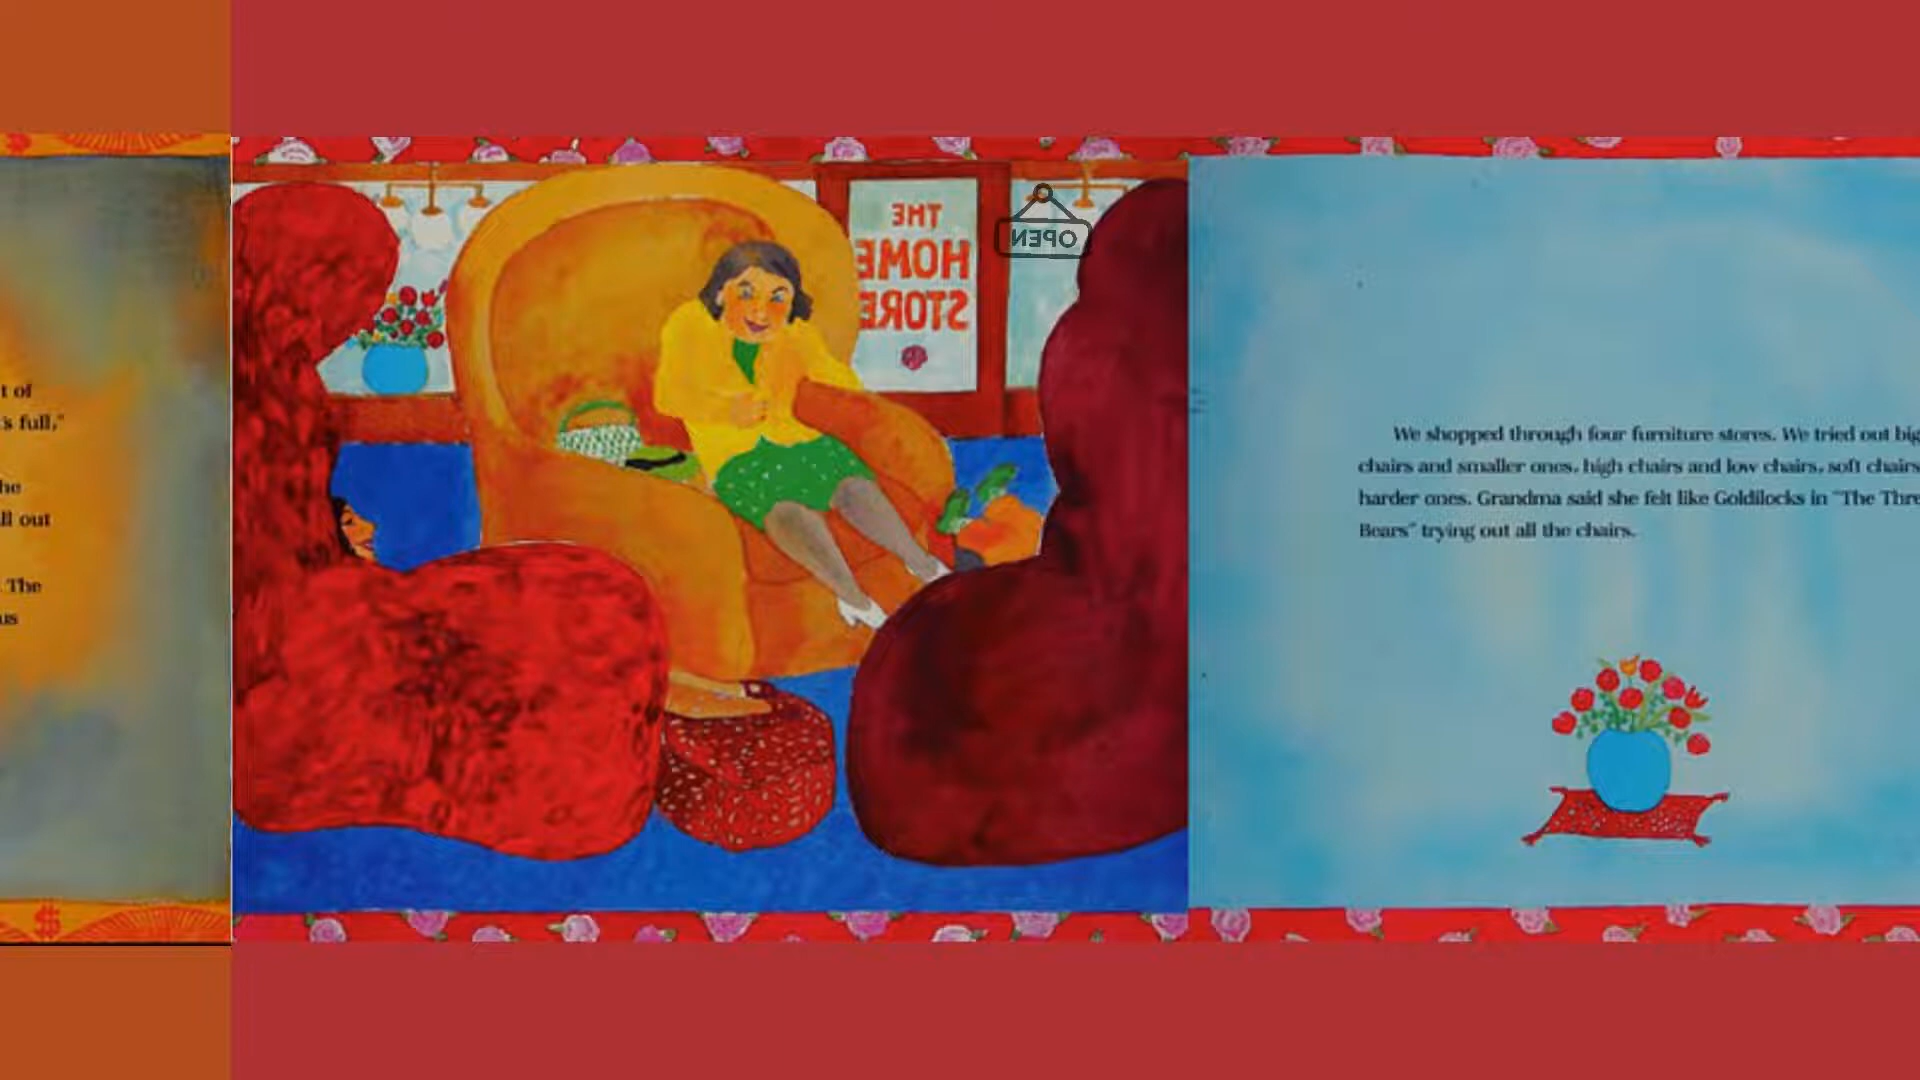 t of
's full,"
he
ll out
The
us
THE
HOME
STORE
OPEN
We shopped through four furniture stores. We tried out big
chairs and smaller ones, high chairs and low chairs, soft chairs
harder ones. Grandma said she felt like Goldilocks in "The Thre
Bears" trying out all the chairs.